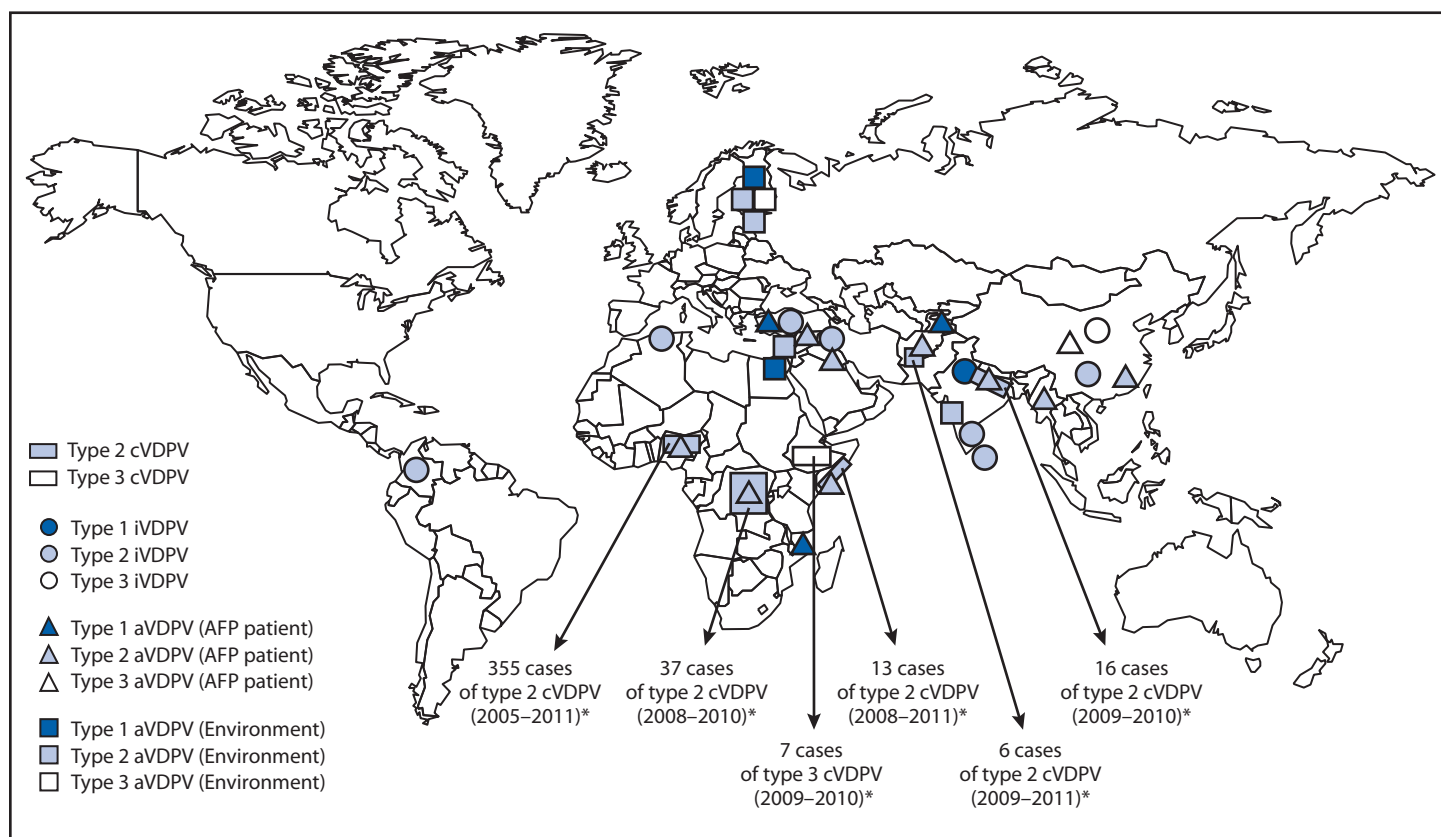 Type 2 cVDPV
Type 3 cVDPV
Type 1 iVDPV
Type 2 iVDPV
Type 3 iVDPV
Type 1 aVDPV (AFP patient)
Type 2 aVDPV (AFP patient)
Type 3 aVDPV (AFP patient)
Type 1 aVDPV (Environment)
Type 2 aVDPV (Environment)
Type 3 aVDPV (Environment)
355 cases
of type 2 cVDPV
(2005–2011)*
37 cases
of type 2 cVDPV
(2008–2010)*
7 cases
of type 3 cVDPV
(2009–2010)*
13 cases
of type 2 cVDPV
(2008–2011)*
6 cases
of type 2 cVDPV
(2009–2011)*
16 cases
of type 2 cVDPV
(2009–2010)*